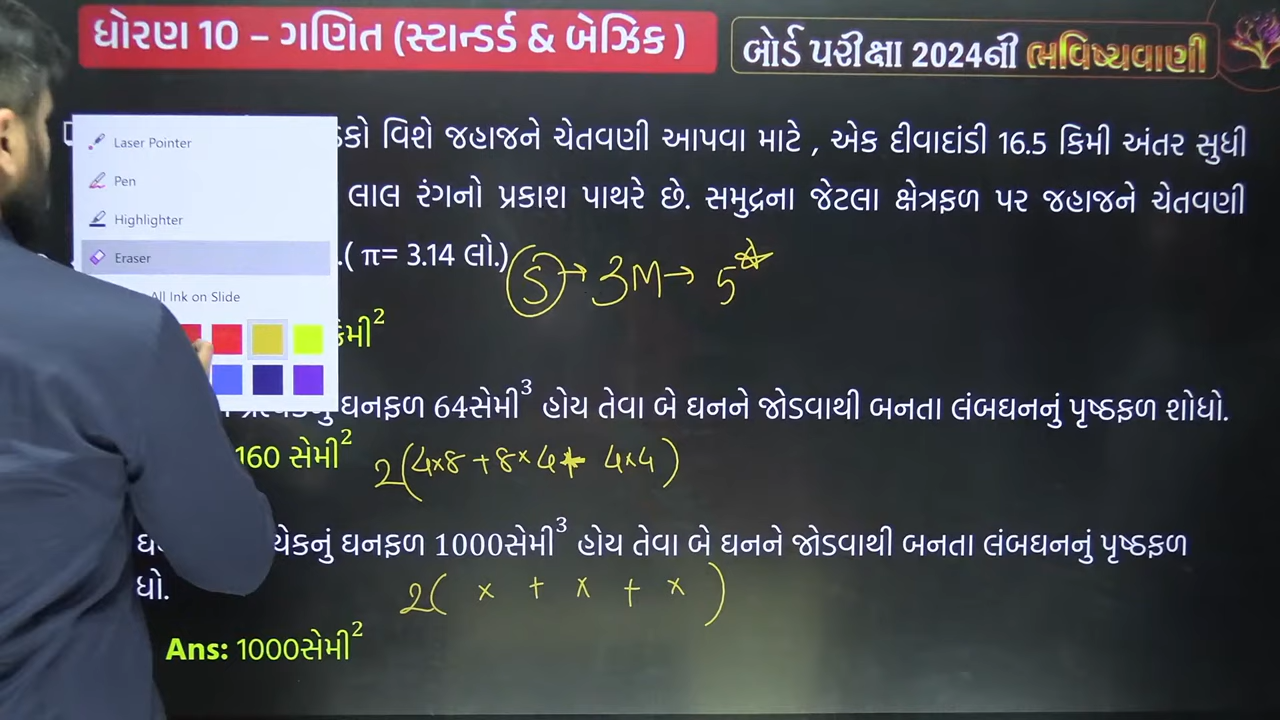 ધોરણ 10 – ગણિત (સ્ટાન્ડર્ડ & બેઝિક )
બોર્ડ પરીક્ષા 2024ની ભવિષ્યવાણી
Laser Pointer
Pen
Highlighter
Eraser
All Ink on Slide
વિશે જહાજને ચેતવણી આપવા માટે , એક દીવાદાંડી 16.5 કિમી અંતર સુધી
લાલ રંગનો પ્રકાશ પાથરે છે. સમુદ્રના જેટલા ક્ષેત્રફળ પર જહાજને ચેતવણી
.( π= 3.14 લો.)
S → 3M → 5
કિમી²
ઘનફળ 64સેમી³ હોય તેવા બે ઘનને જોડવાથી બનતા લંબઘનનું પૃષ્ઠફળ શોધો.
160 સેમી²
2(4×8 + 8×4 + 4×4)
ઘનફળ 1000સેમી³ હોય તેવા બે ઘનને જોડવાથી બનતા લંબઘનનું પૃષ્ઠફળ
ધો.
2( × + × + × )
Ans: 1000સેમી²